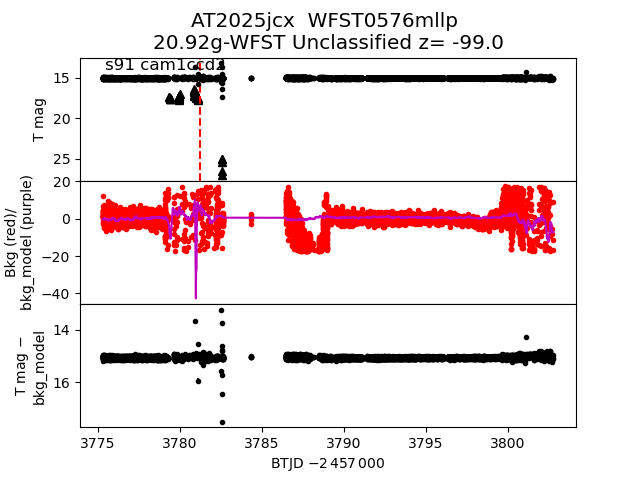 AT2025jcx  WFST0576mllp
20.92g-WFST Unclassified z= -99.0
s91 cam1ccd2
15
20
25
T mag
20
0
−20
−40
Bkg (red)/
bkg_model (purple)
14
16
T mag −
bkg_model
3775
3780
3785
3790
3795
3800
BTJD −2 457 000